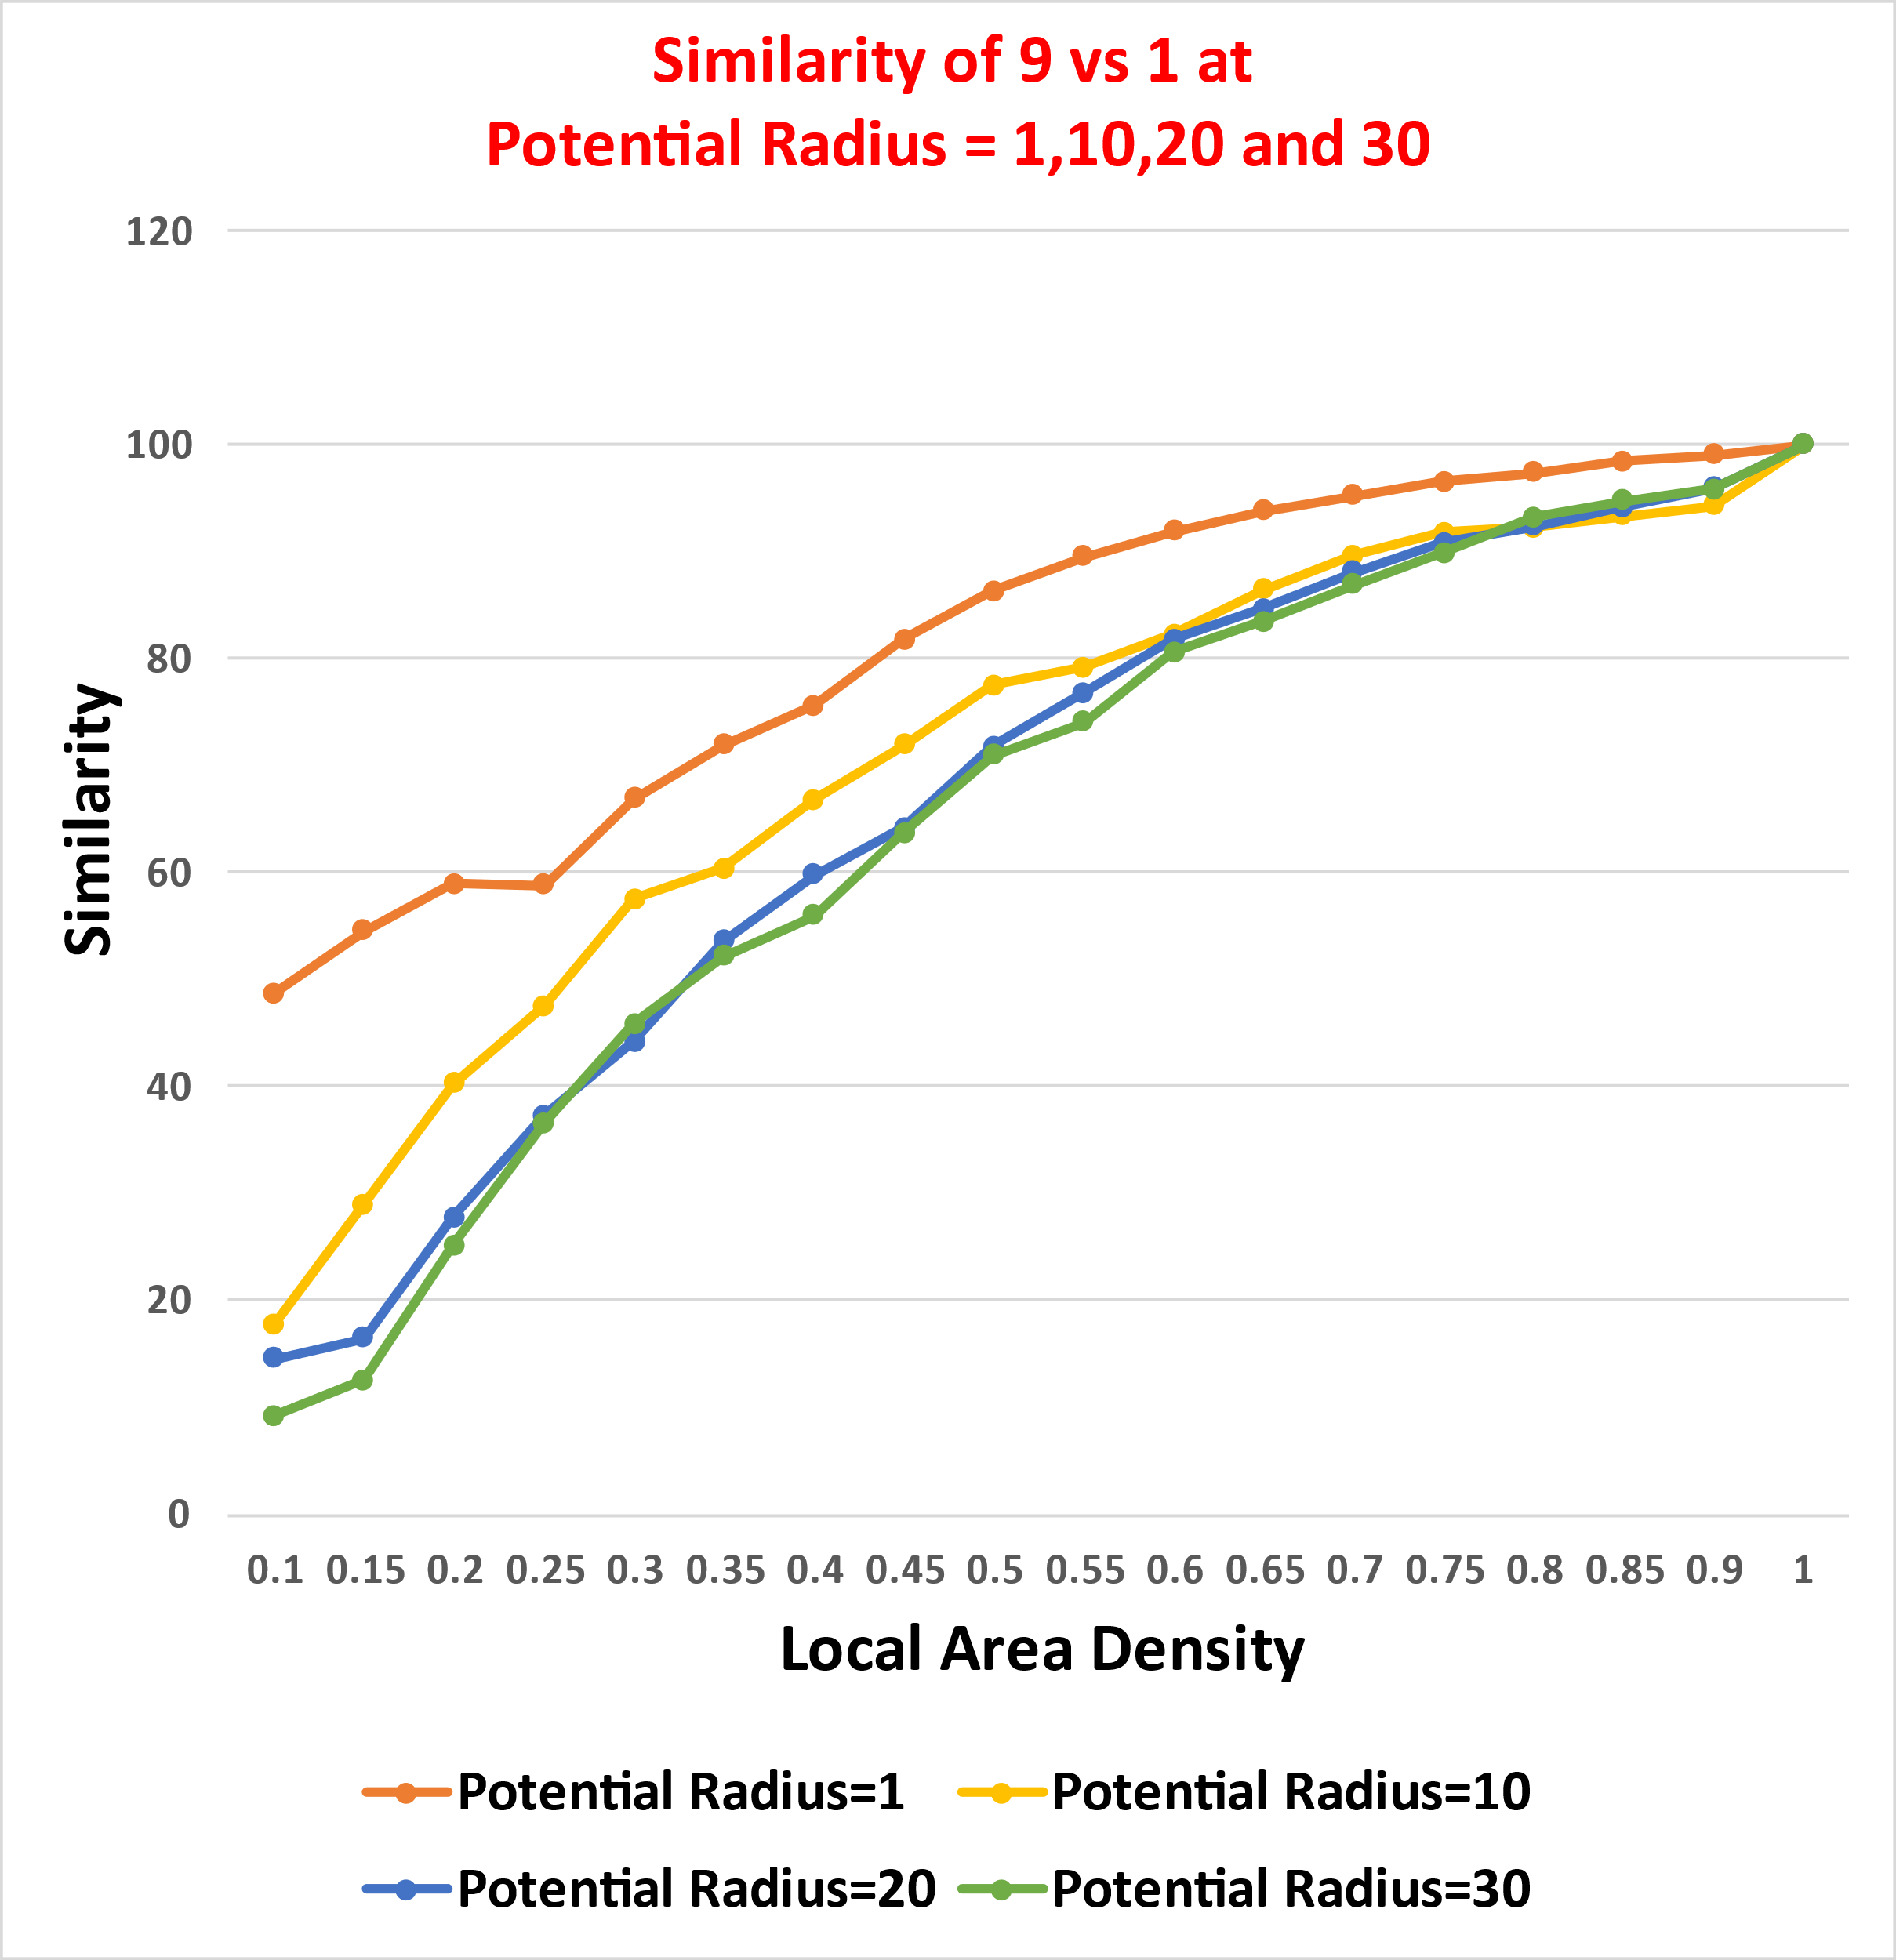 Similarity of 9 vs 1 at
Potential Radius = 1,10,20 and 30
120
100
80
60
40
20
0
Similarity
0.1 0.15 0.2 0.25 0.3 0.35 0.4 0.45 0.5 0.55 0.6 0.65 0.7 0.75 0.8 0.85 0.9 1
Local Area Density
Potential Radius=1 Potential Radius=10
Potential Radius=20 Potential Radius=30